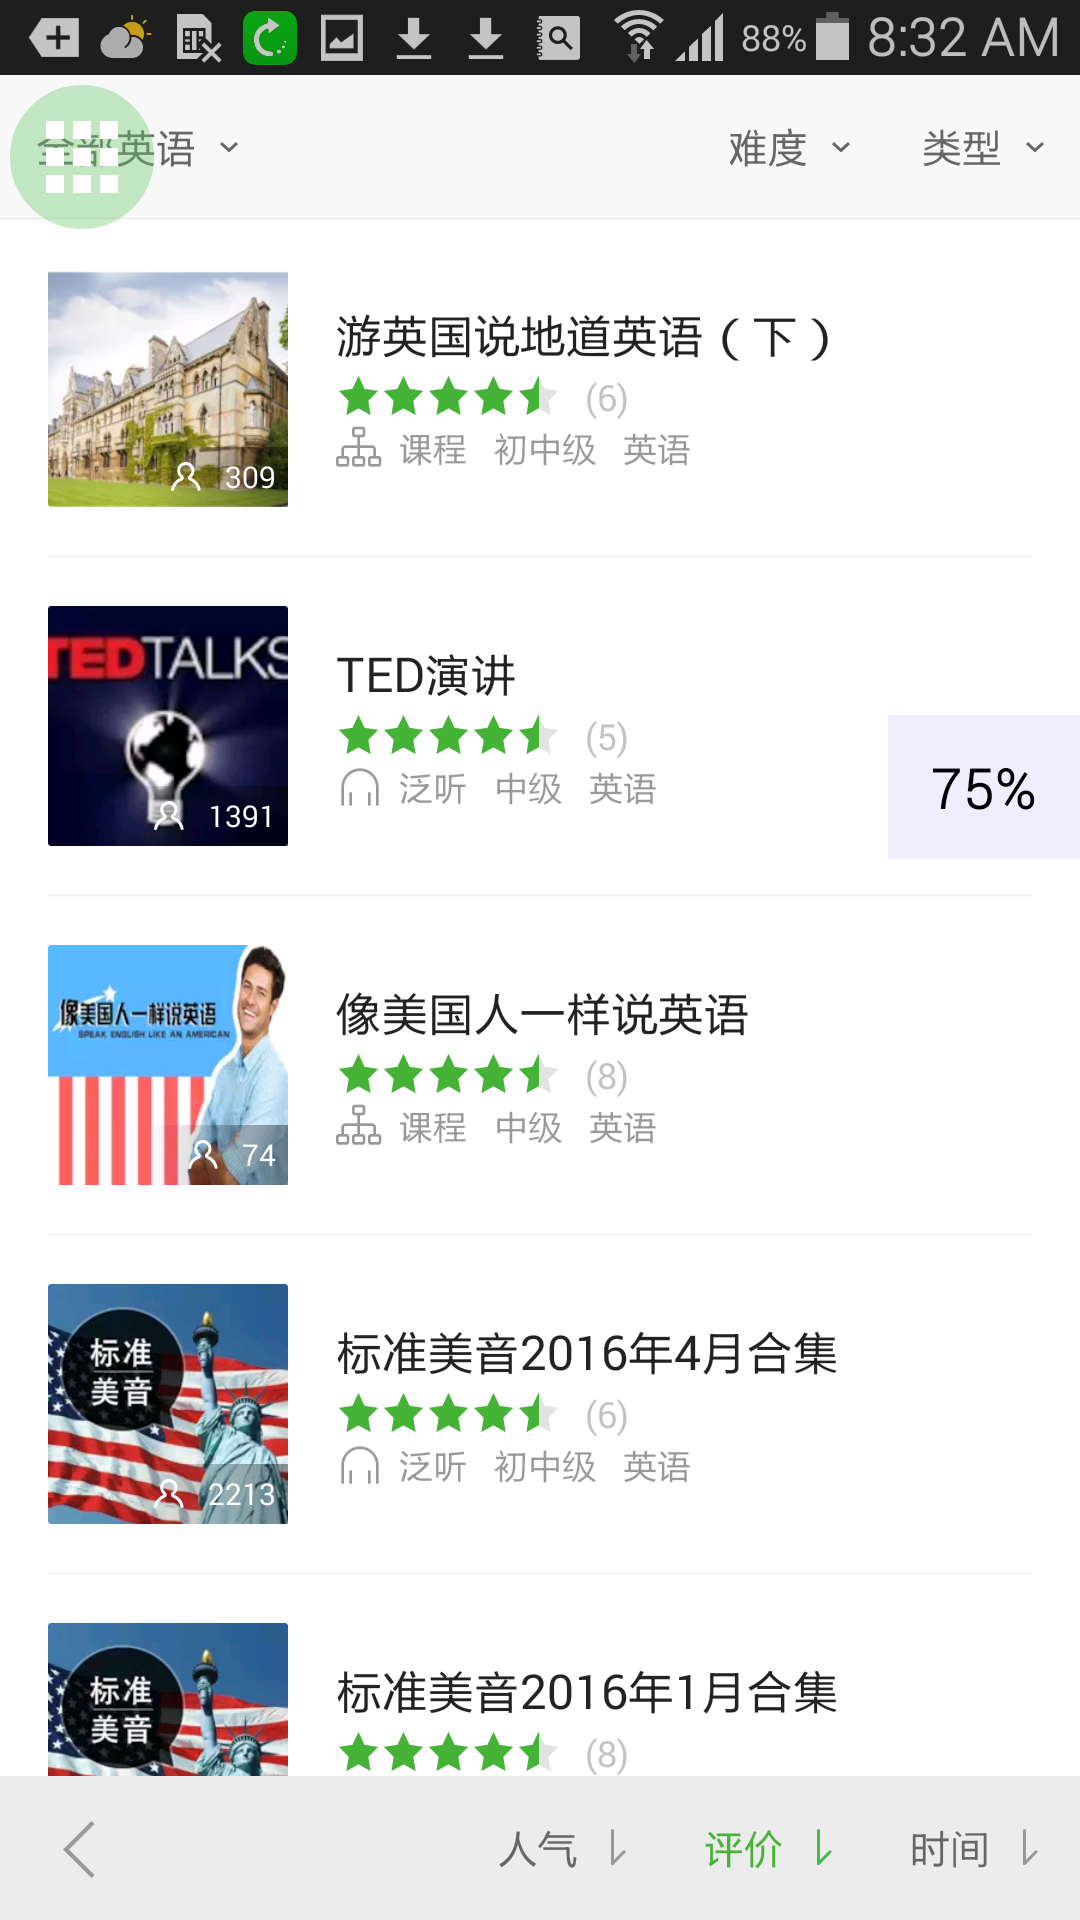 88% 8:32 AM
全部英语 难度 类型
游英国说地道英语（下）
(6)
课程 初中级 英语
309
TEDTALKS
TED演讲
(5)
泛听 中级 英语
1391
75%
像美国人一样说英语
SPEAK ENGLISH LIKE AN AMERICAN
像美国人一样说英语
(8)
课程 中级 英语
74
标准
美音
标准美音2016年4月合集
(6)
泛听 初中级 英语
2213
标准
美音
标准美音2016年1月合集
(8)
人气 评价 时间